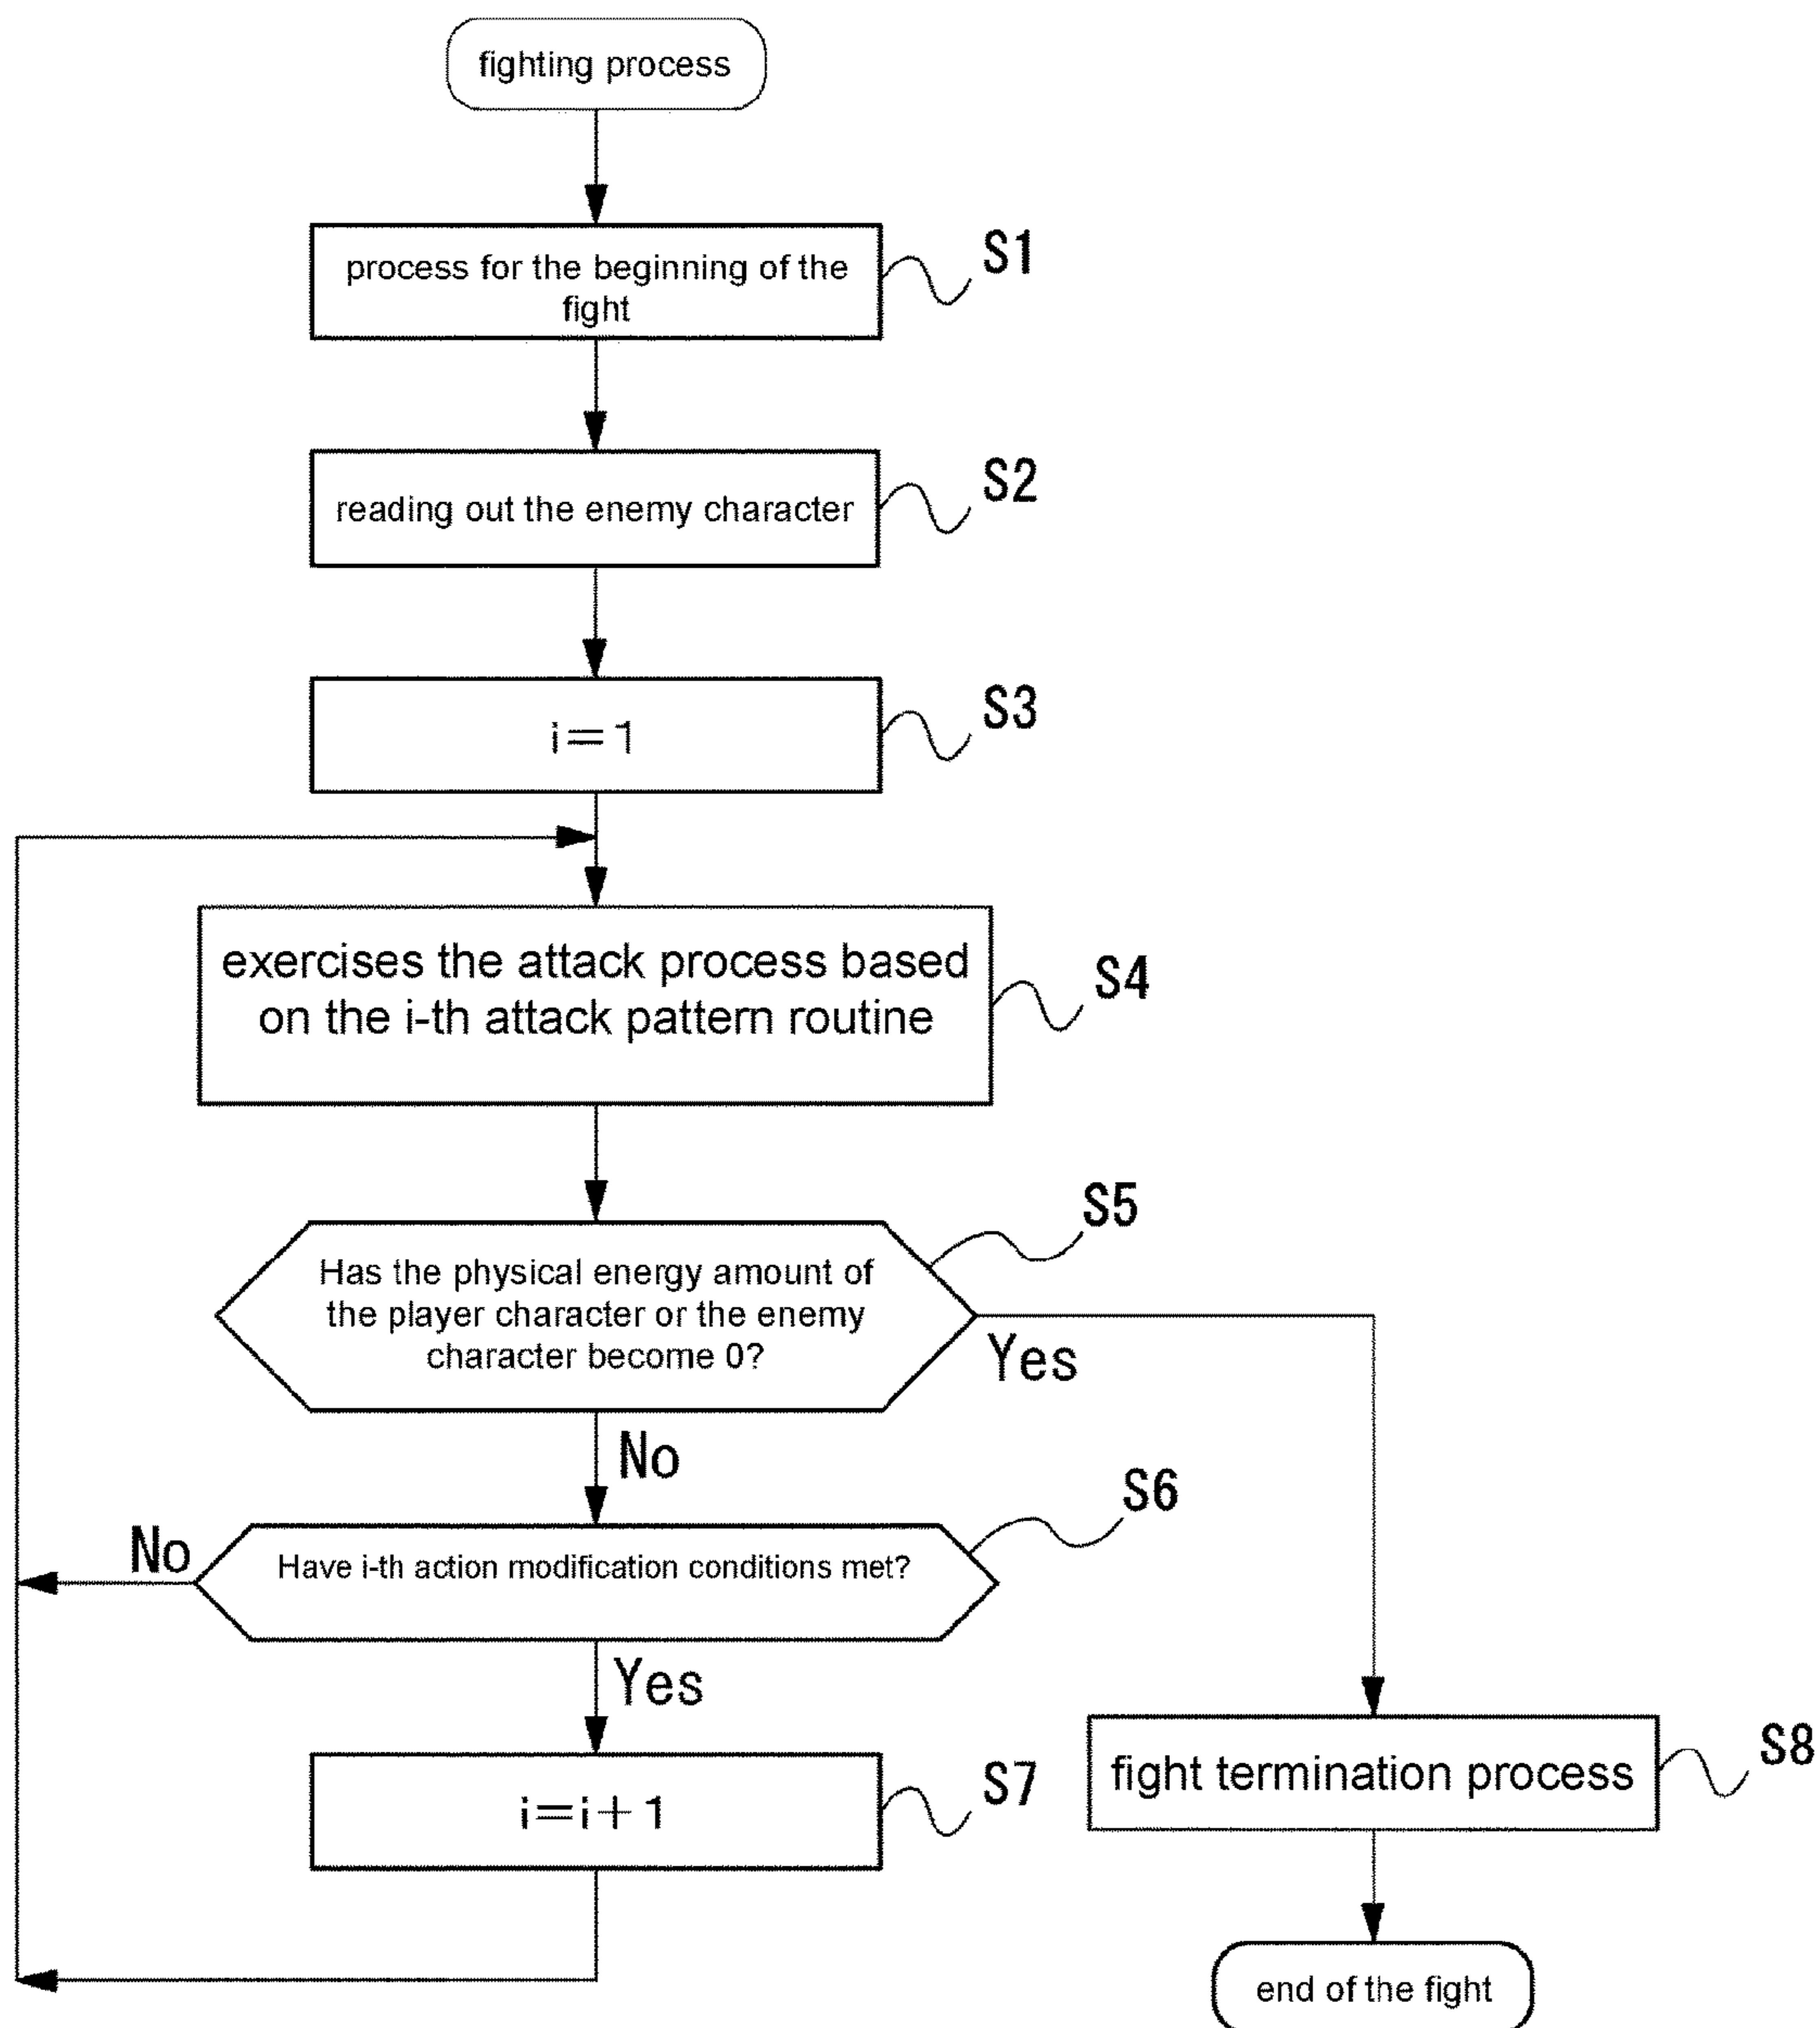 fighting process
process for the beginning of the
fight
S1
reading out the enemy character
S2
i=1
S3
exercises the attack process based
on the i-th attack pattern routine
S4
Has the physical energy amount of
the player character or the enemy
character become 0?
S5
Yes
No
Have i-th action modification conditions met?
S6
No
Yes
i=i+1
S7
fight termination process
S8
end of the fight